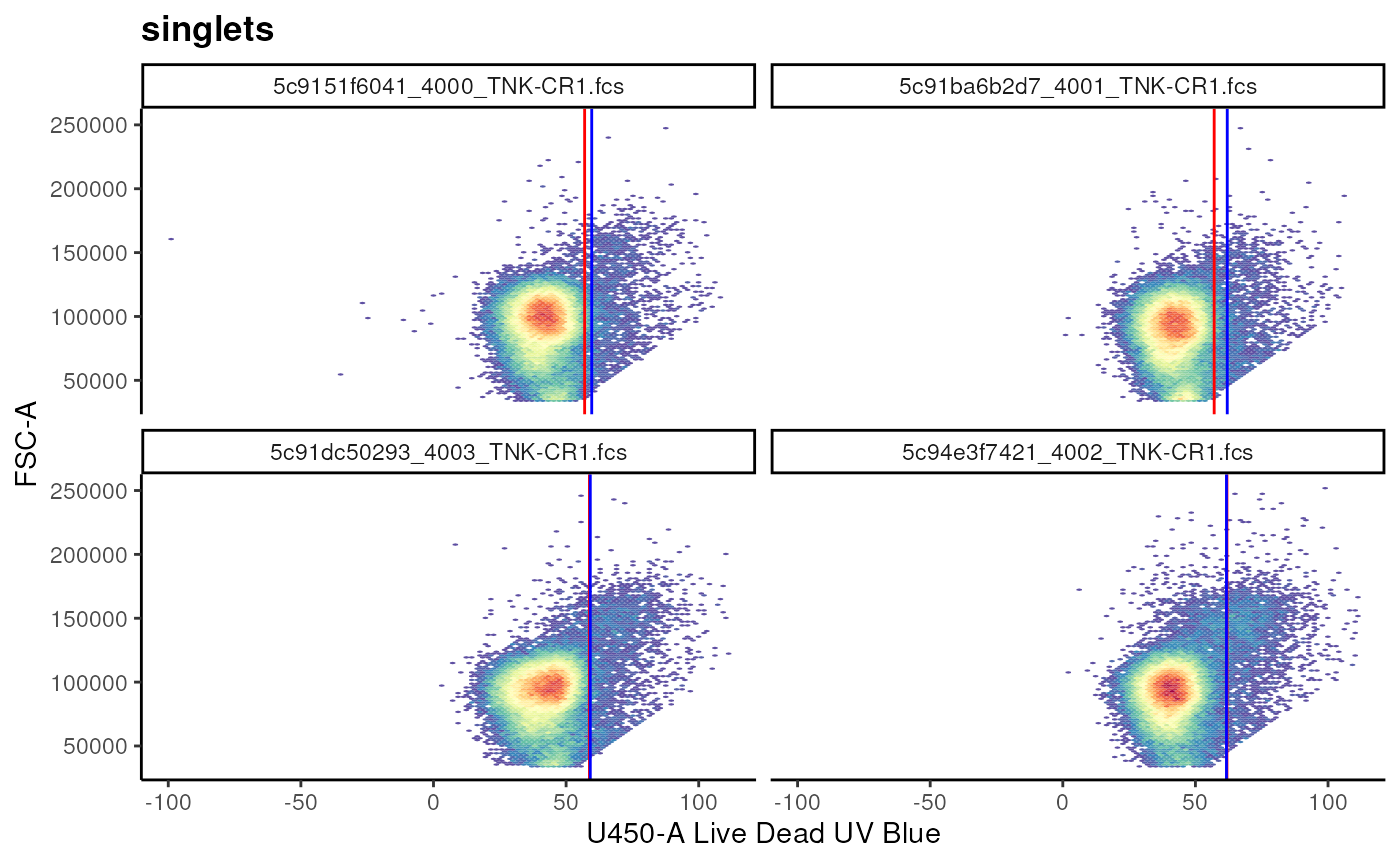 singlets
5c9151f6041_4000_TNK-CR1.fcs
5c91ba6b2d7_4001_TNK-CR1.fcs
250000
200000
150000
100000
50000
5c91dc50293_4003_TNK-CR1.fcs
5c94e3f7421_4002_TNK-CR1.fcs
FSC-A
250000
200000
150000
100000
50000
-100 -50 0 50 100 -100 -50 0 50 100
U450-A Live Dead UV Blue